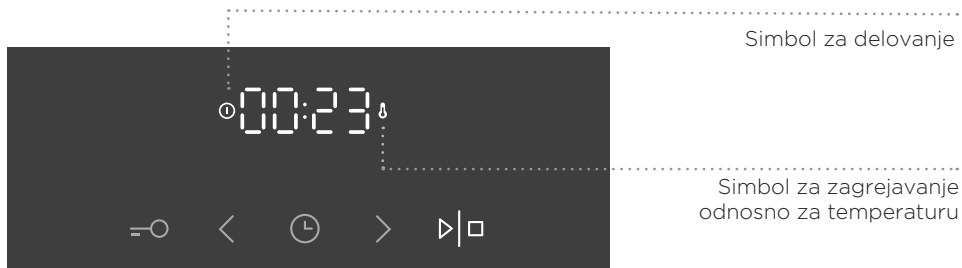 Simbol za delovanje
00:23
Simbol za zagrejavanje
odnosno za temperaturu